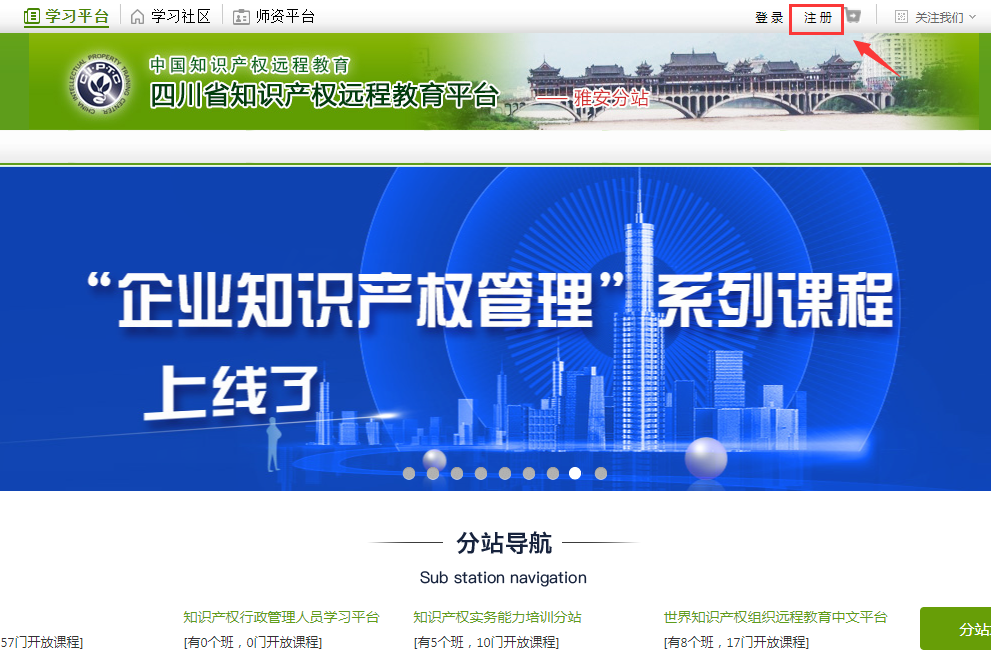 学习平台 学习社区 师资平台 登录 注册 关注我们
CHINA INTELLECTUAL PROPERTY TRAINING CENTER
CIPTC
中国知识产权远程教育
四川省知识产权远程教育平台
——雅安分站
“企业知识产权管理”系列课程
上线了
分站导航
Sub station navigation
知识产权行政管理人员学习平台 知识产权实务能力培训分站 世界知识产权组织远程教育中文平台
57门开放课程] [有0个班，0门开放课程] [有5个班，10门开放课程] [有8个班，17门开放课程]
分站